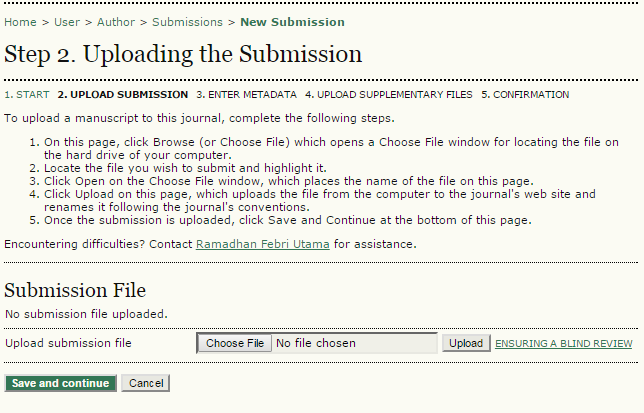 Home > User > Author > Submissions > New Submission
Step 2. Uploading the Submission
1. START 2. UPLOAD SUBMISSION 3. ENTER METADATA 4. UPLOAD SUPPLEMENTARY FILES 5. CONFIRMATION
To upload a manuscript to this journal, complete the following steps.
1. On this page, click Browse (or Choose File) which opens a Choose File window for locating the file on
the hard drive of your computer.
2. Locate the file you wish to submit and highlight it.
3. Click Open on the Choose File window, which places the name of the file on this page.
4. Click Upload on this page, which uploads the file from the computer to the journal's web site and
renames it following the journal's conventions.
5. Once the submission is uploaded, click Save and Continue at the bottom of this page.
Encountering difficulties? Contact Ramadhan Febri Utama for assistance.
Submission File
No submission file uploaded.
Upload submission file Choose File No file chosen Upload ENSURING A BLIND REVIEW
Save and continue Cancel